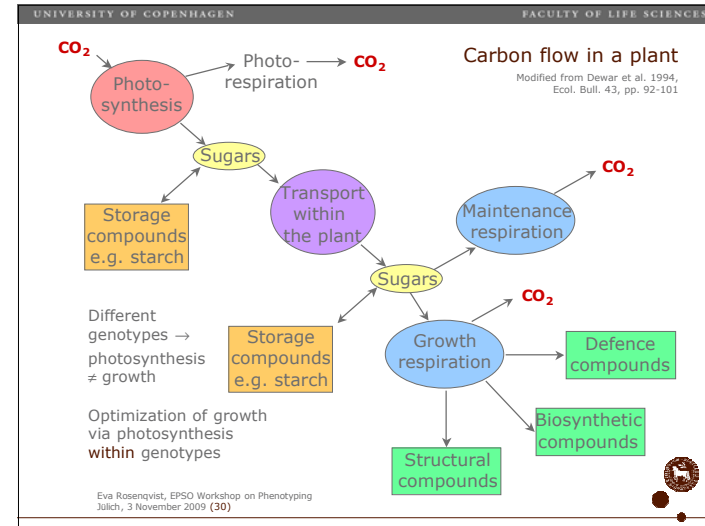 UNIVERSITY OF COPENHAGEN
FACULTY OF LIFE SCIENCES
Carbon flow in a plant
Modified from Dewar et al. 1994,
Ecol. Bull. 43, pp. 92-101
CO₂
Photo-
synthesis
Photo-
respiration
CO₂
Sugars
Storage
compounds
e.g. starch
Transport
within
the plant
Maintenance
respiration
CO₂
Sugars
CO₂
Storage
compounds
e.g. starch
Growth
respiration
Defence
compounds
Biosynthetic
compounds
Structural
compounds
Different
genotypes →
photosynthesis
≠ growth
Optimization of growth
via photosynthesis
within genotypes
Eva Rosenqvist, EPSO Workshop on Phenotyping
Jülich, 3 November 2009 (30)